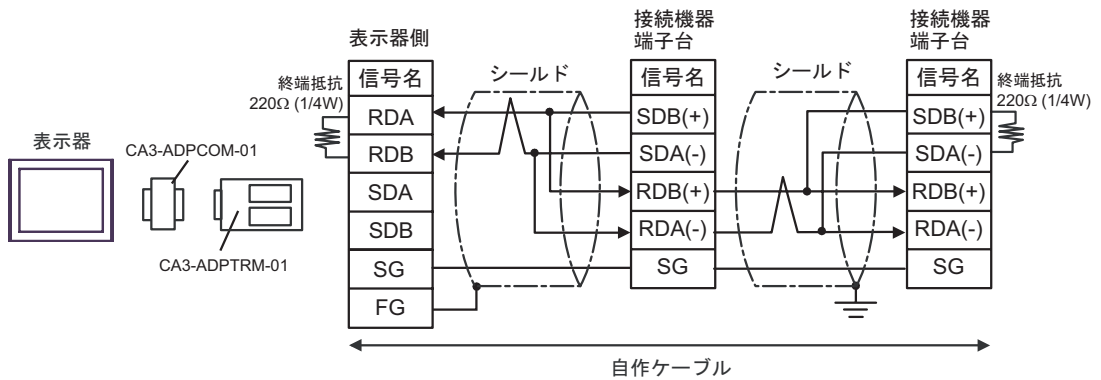 表示器
CA3-ADPCOM-01
CA3-ADPTRM-01
表示器側
終端抵抗
220Ω (1/4W)
信号名
RDA
RDB
SDA
SDB
SG
FG
シールド
接続機器
端子台
信号名
SDB(+)
SDA(-)
RDB(+)
RDA(-)
SG
シールド
接続機器
端子台
信号名
SDB(+)
SDA(-)
RDB(+)
RDA(-)
SG
終端抵抗
220Ω (1/4W)
自作ケーブル